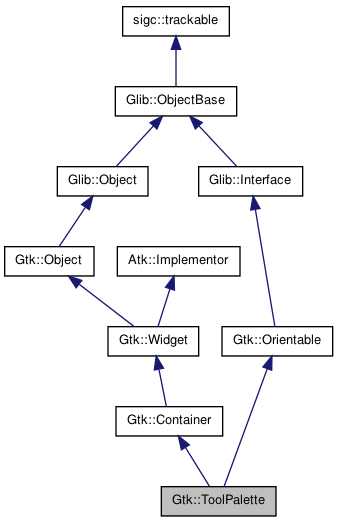 sigc::trackable
Glib::ObjectBase
Glib::Object
Glib::Interface
Gtk::Object
Atk::Implementor
Gtk::Widget
Gtk::Orientable
Gtk::Container
Gtk::ToolPalette